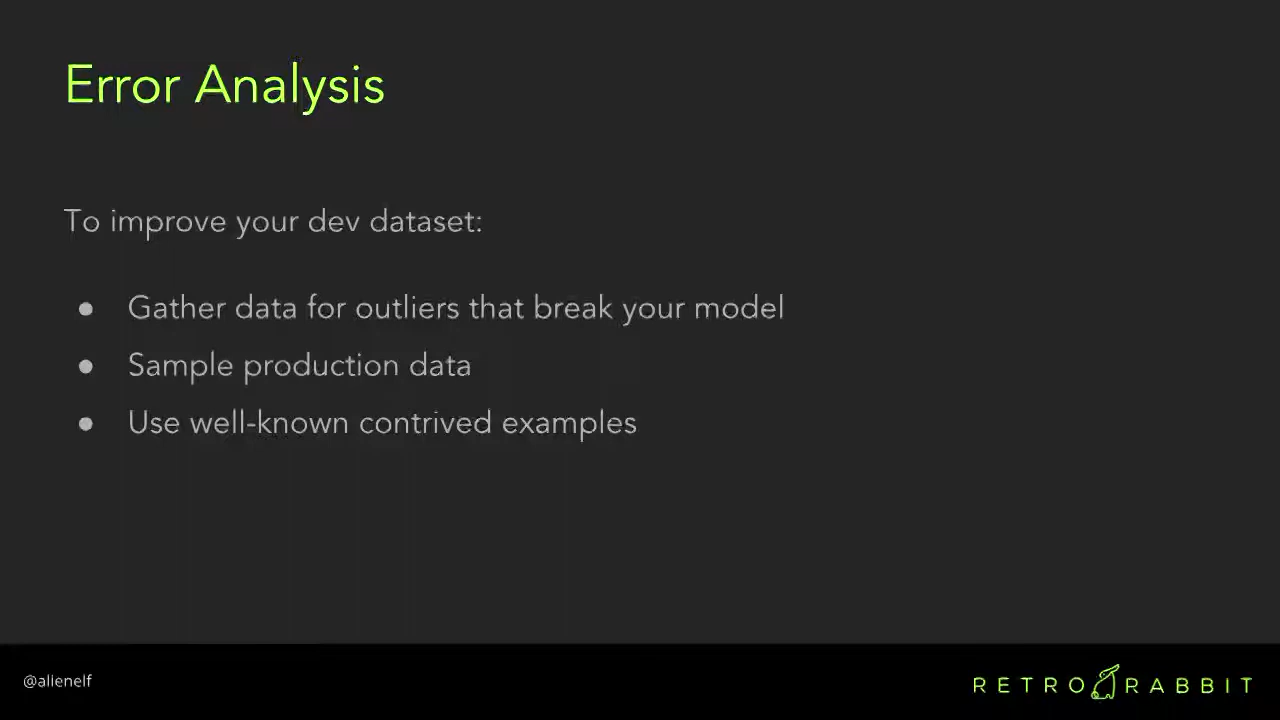 Error Analysis
To improve your dev dataset:
● Gather data for outliers that break your model
● Sample production data
● Use well-known contrived examples
@alienelf
RETRO RABBIT